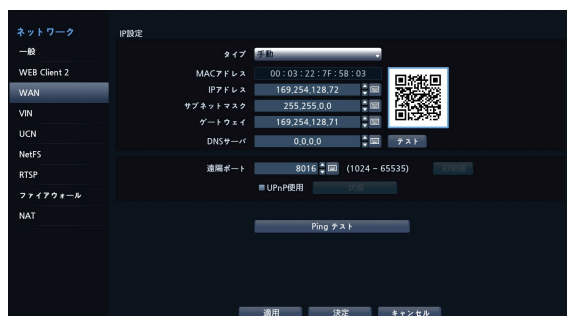 ネットワーク
IP設定
一般
タイプ 手動
WEB Client 2
MACアドレス 00 : 03 : 22 : 7F : 5B : 03
WAN
IPアドレス 169,254,128,72
VIN
サブネットマスク 255,255,0,0
UCN
ゲートウェイ 169,254,128,71
DNSサーバ 0,0,0,0 テスト
NetFS
RTSP
遠隔ポート 8016 (1024 ~ 65535) 初期値
ファイアウォール
UPnP使用 状態
NAT
Ping テスト
適用 決定 キャンセル